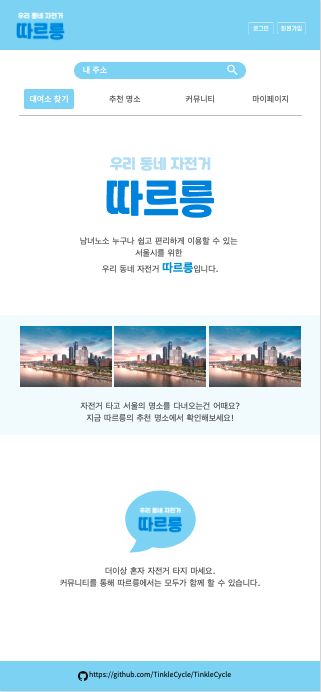 우리 동네 자전거
따르릉
로그인
회원가입
내 주소
대여소 찾기
추천 명소
커뮤니티
마이페이지
우리 동네 자전거
따르릉
남녀노소 누구나 쉽고 편리하게 이용할 수 있는
서울시를 위한
우리 동네 자전거 따르릉입니다.
자전거 타고 서울의 명소를 다녀오는건 어때요?
지금 따르릉의 추천 명소에서 확인해보세요!
우리 동네 자전거
따르릉
더이상 혼자 자전거 타지 마세요.
커뮤니티를 통해 따르릉에서는 모두가 함께 할 수 있습니다.
https://github.com/TinkleCycle/TinkleCycle